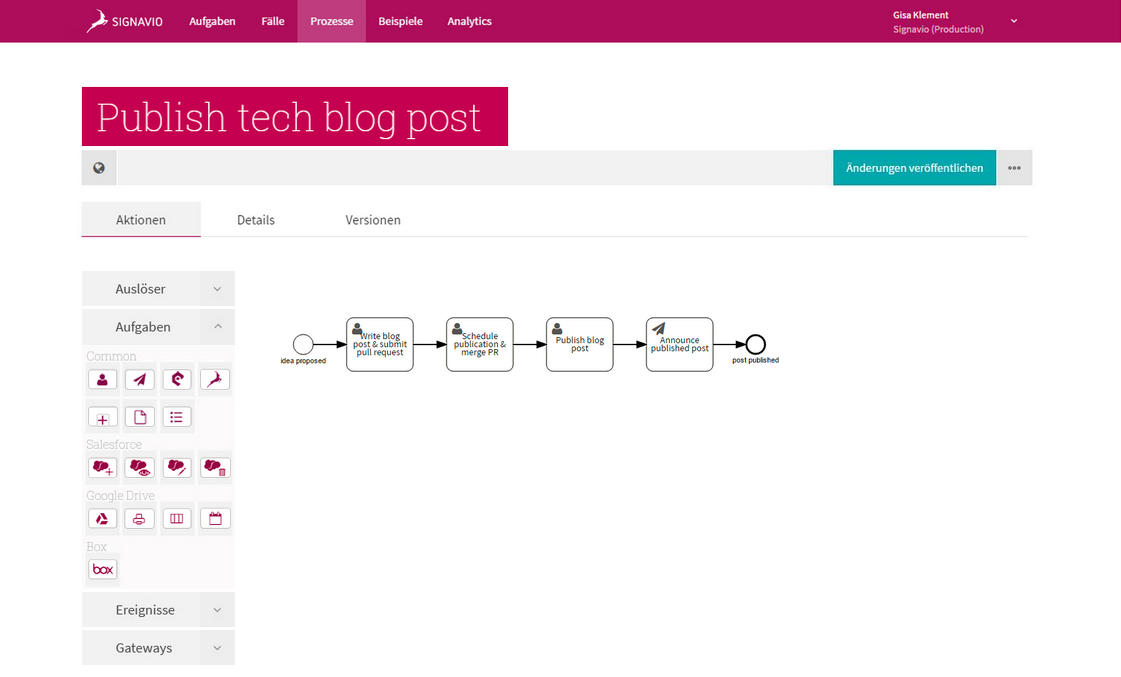 SIGNAVIO Aufgaben Fälle Prozesse Beispiele Analytics
Gisa Klement
Signavio (Production)
Publish tech blog post
Änderungen veröffentlichen
Aktionen Details Versionen
Auslöser
Aufgaben
Common
Salesforce
Google Drive
Box
box
Ereignisse
Gateways
idea proposed
Write blog
post & submit
pull request
Schedule
publication &
merge PR
Publish blog
post
Announce
published post
post published